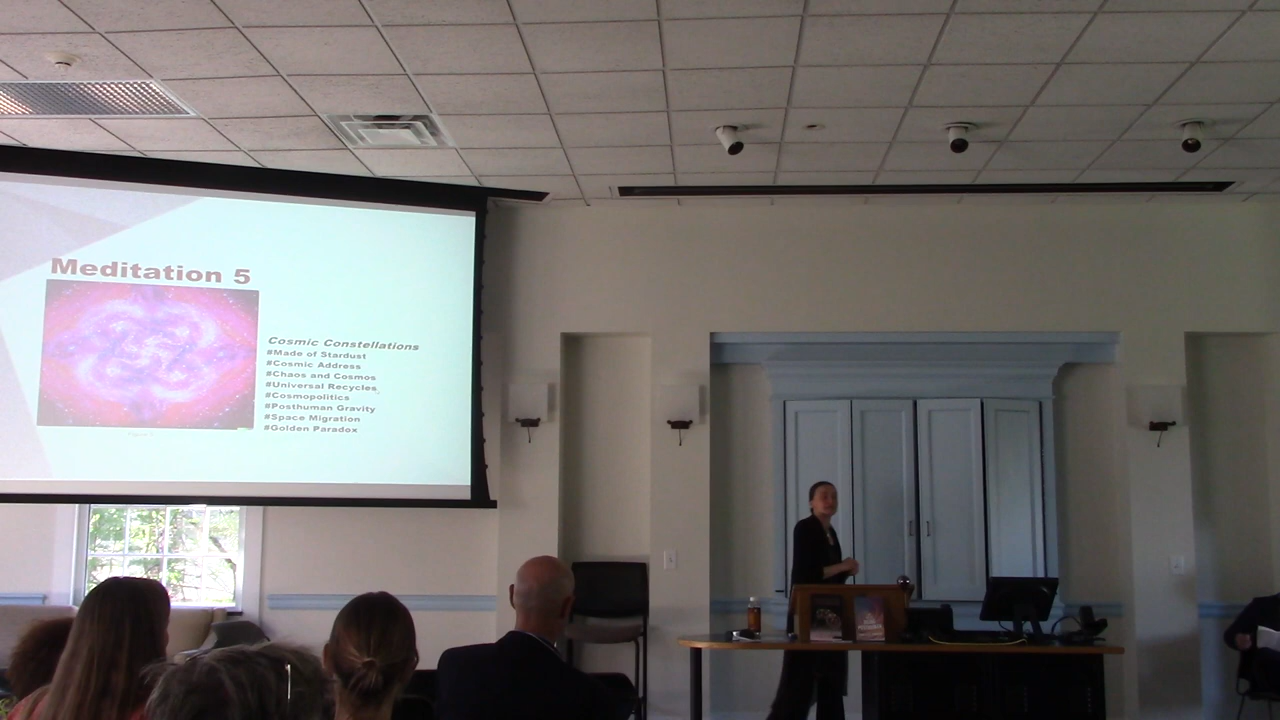 Meditation 5
Cosmic Constellations
#Made of Stardust
#Cosmic Address
#Chaos and Cosmos
#Universal Recycles
#Cosmopolitics
#Posthuman Gravity
#Space Migration
#Golden Paradox